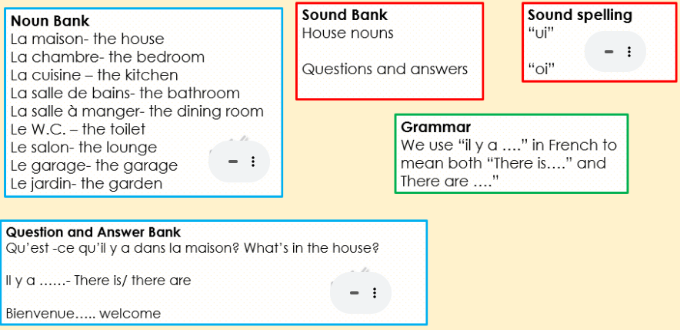 Noun Bank
La maison- the house
La chambre- the bedroom
La cuisine – the kitchen
La salle de bains- the bathroom
La salle à manger- the dining room
Le W.C. – the toilet
Le salon- the lounge
Le garage- the garage
Le jardin- the garden
Sound Bank
House nouns
Questions and answers
Sound spelling
“ui”
“oi”
Grammar
We use “il y a ....” in French to
mean both “There is....” and
There are ....”
Question and Answer Bank
Qu’est -ce qu’il y a dans la maison? What’s in the house?
Il y a ……- There is/ there are
Bienvenue….. welcome